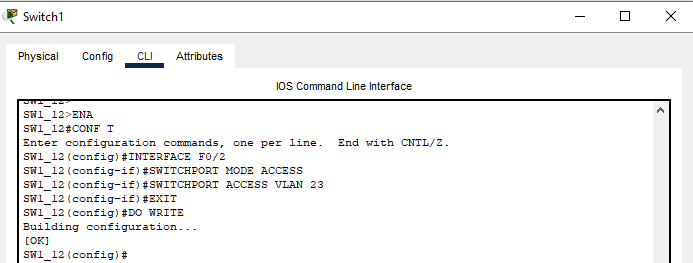 Switch1
Physical Config CLI Attributes
IOS Command Line Interface
SW1_12>
SW1_12>ENA
SW1_12#CONF T
Enter configuration commands, one per line.  End with CNTL/Z.
SW1_12(config)#INTERFACE F0/2
SW1_12(config-if)#SWITCHPORT MODE ACCESS
SW1_12(config-if)#SWITCHPORT ACCESS VLAN 23
SW1_12(config-if)#EXIT
SW1_12(config)#DO WRITE
Building configuration...
[OK]
SW1_12(config)#